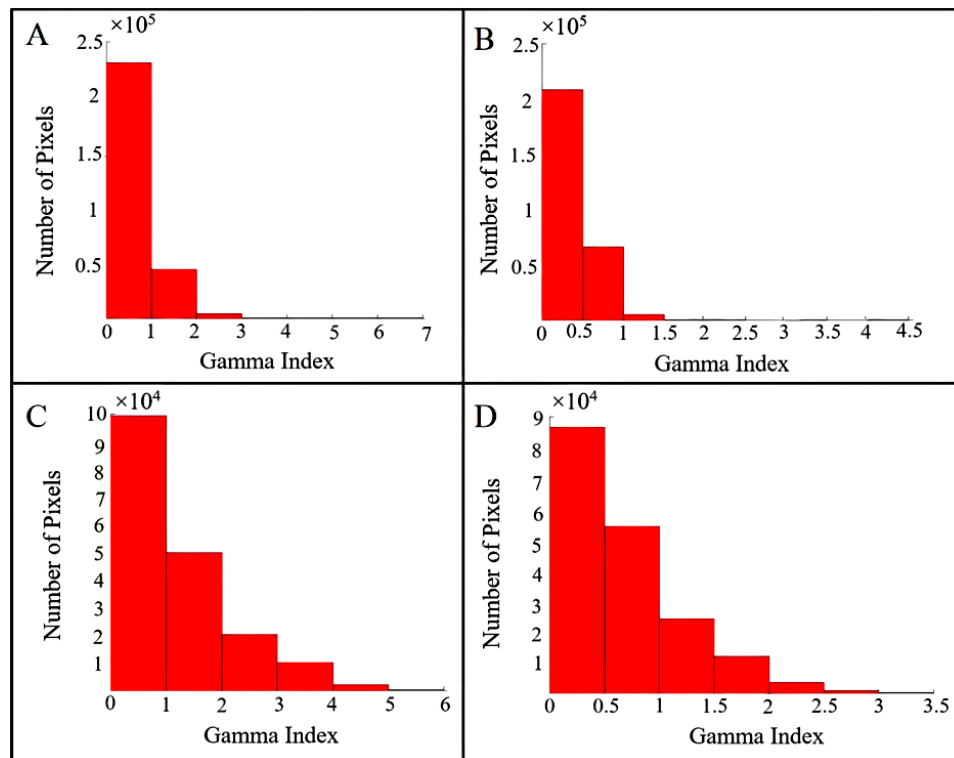 A
×10⁵
2.5
2
1.5
1
0.5
Number of Pixels
0 1 2 3 4 5 6 7
Gamma Index
B
×10⁵
2.5
2
1.5
1
0.5
Number of Pixels
0 0.5 1 1.5 2 2.5 3 3.5 4 4.5
Gamma Index
C
×10⁴
10
9
8
7
6
5
4
3
2
1
Number of Pixels
0 1 2 3 4 5 6
Gamma Index
D
×10⁴
9
8
7
6
5
4
3
2
1
Number of Pixels
0 0.5 1 1.5 2 2.5 3 3.5
Gamma Index